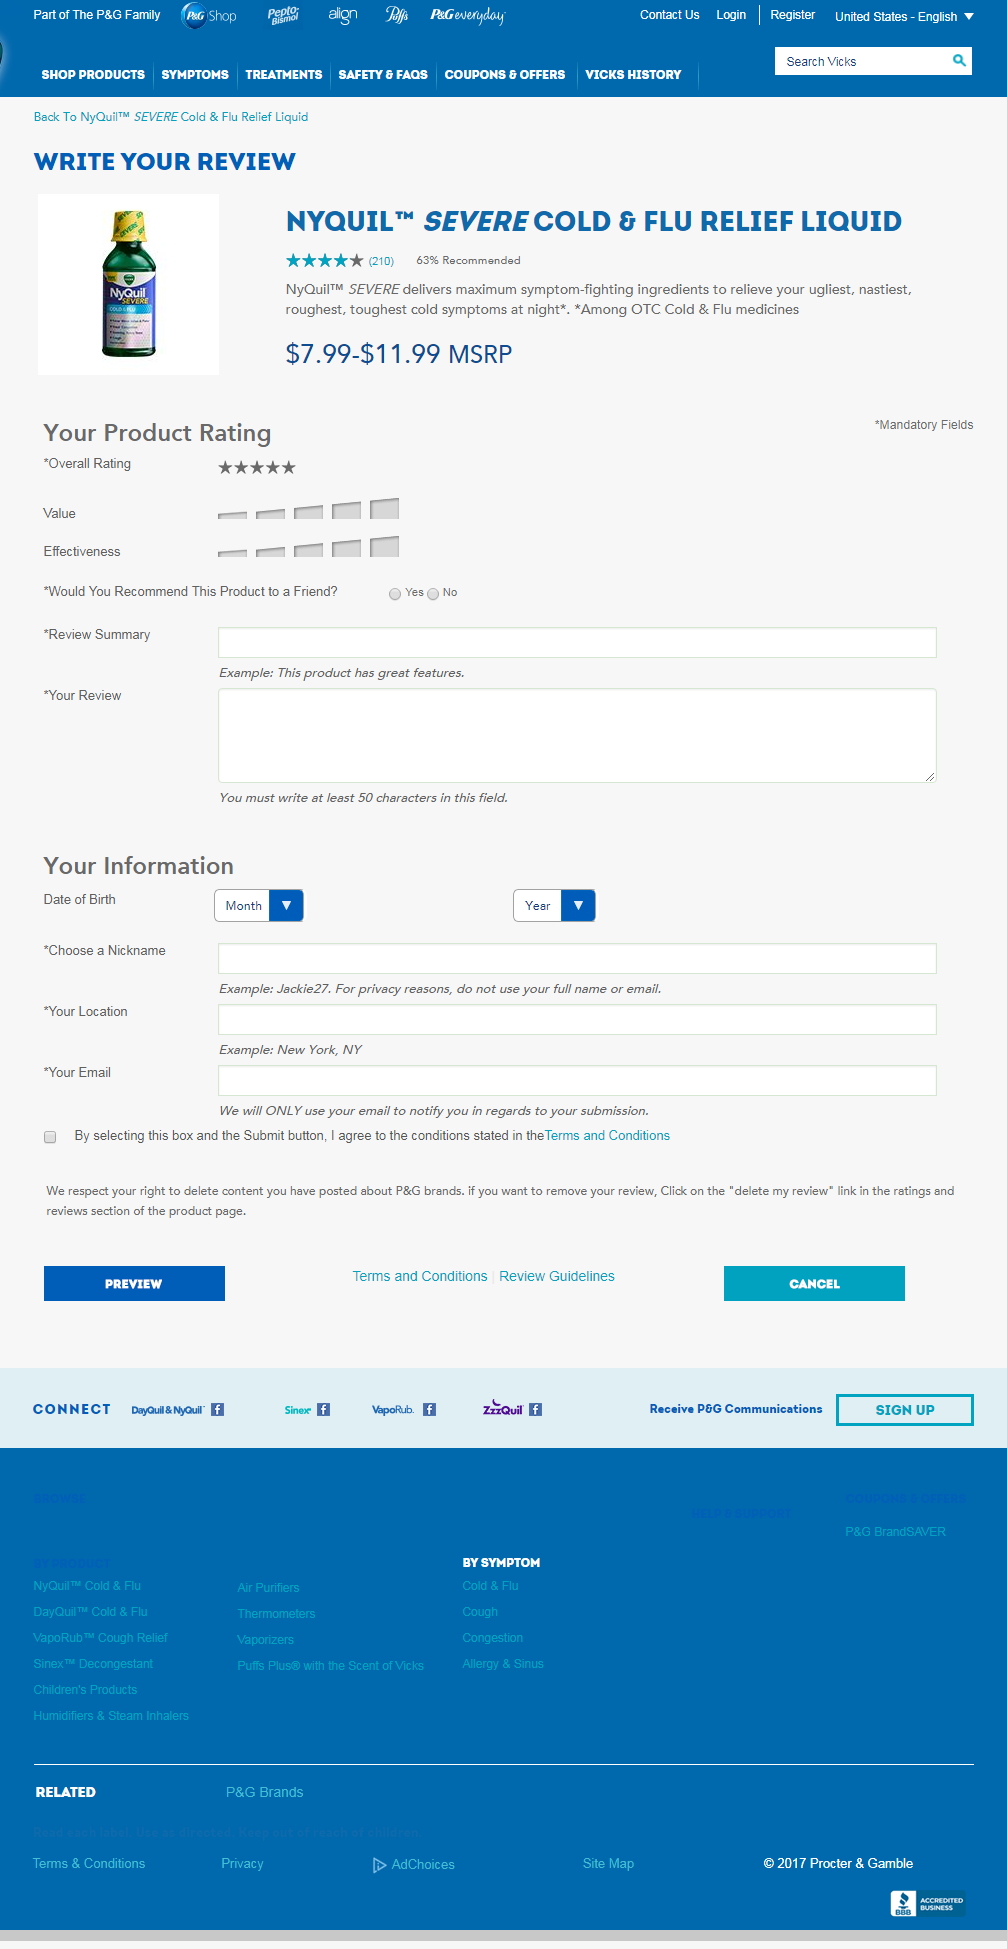 Part of The P&G Family P&G Shop Pepto Bismol align Puffs P&G everyday Contact Us Login Register United States - English
SHOP PRODUCTS SYMPTOMS TREATMENTS SAFETY & FAQS COUPONS & OFFERS VICKS HISTORY Search Vicks
Back To NyQuil™ SEVERE Cold & Flu Relief Liquid
WRITE YOUR REVIEW
NyQuil
SEVERE
COLD & FLU
NYQUIL™ SEVERE COLD & FLU RELIEF LIQUID
(210) 63% Recommended
NyQuil™ SEVERE delivers maximum symptom-fighting ingredients to relieve your ugliest, nastiest,
roughest, toughest cold symptoms at night*. *Among OTC Cold & Flu medicines
$7.99-$11.99 MSRP
Your Product Rating *Mandatory Fields
*Overall Rating
Value
Effectiveness
*Would You Recommend This Product to a Friend? Yes No
*Review Summary
Example: This product has great features.
*Your Review
You must write at least 50 characters in this field.
Your Information
Date of Birth Month Year
*Choose a Nickname
Example: Jackie27. For privacy reasons, do not use your full name or email.
*Your Location
Example: New York, NY
*Your Email
We will ONLY use your email to notify you in regards to your submission.
By selecting this box and the Submit button, I agree to the conditions stated in theTerms and Conditions
We respect your right to delete content you have posted about P&G brands. if you want to remove your review, Click on the "delete my review" link in the ratings and
reviews section of the product page.
PREVIEW Terms and Conditions | Review Guidelines CANCEL
CONNECT DayQuil & NyQuil Sinex VapoRub ZzzQuil Receive P&G Communications SIGN UP
BROWSE COUPONS & OFFERS
HELP & SUPPORT
P&G BrandSAVER
BY PRODUCT BY SYMPTOM
NyQuil™ Cold & Flu Air Purifiers Cold & Flu
DayQuil™ Cold & Flu Thermometers Cough
VapoRub™ Cough Relief Vaporizers Congestion
Sinex™ Decongestant Puffs Plus® with the Scent of Vicks Allergy & Sinus
Children's Products
Humidifiers & Steam Inhalers
RELATED P&G Brands
Read each label. Use as directed. Keep out of reach of children.
Terms & Conditions Privacy AdChoices Site Map © 2017 Procter & Gamble
BBB ACCREDITED
BUSINESS